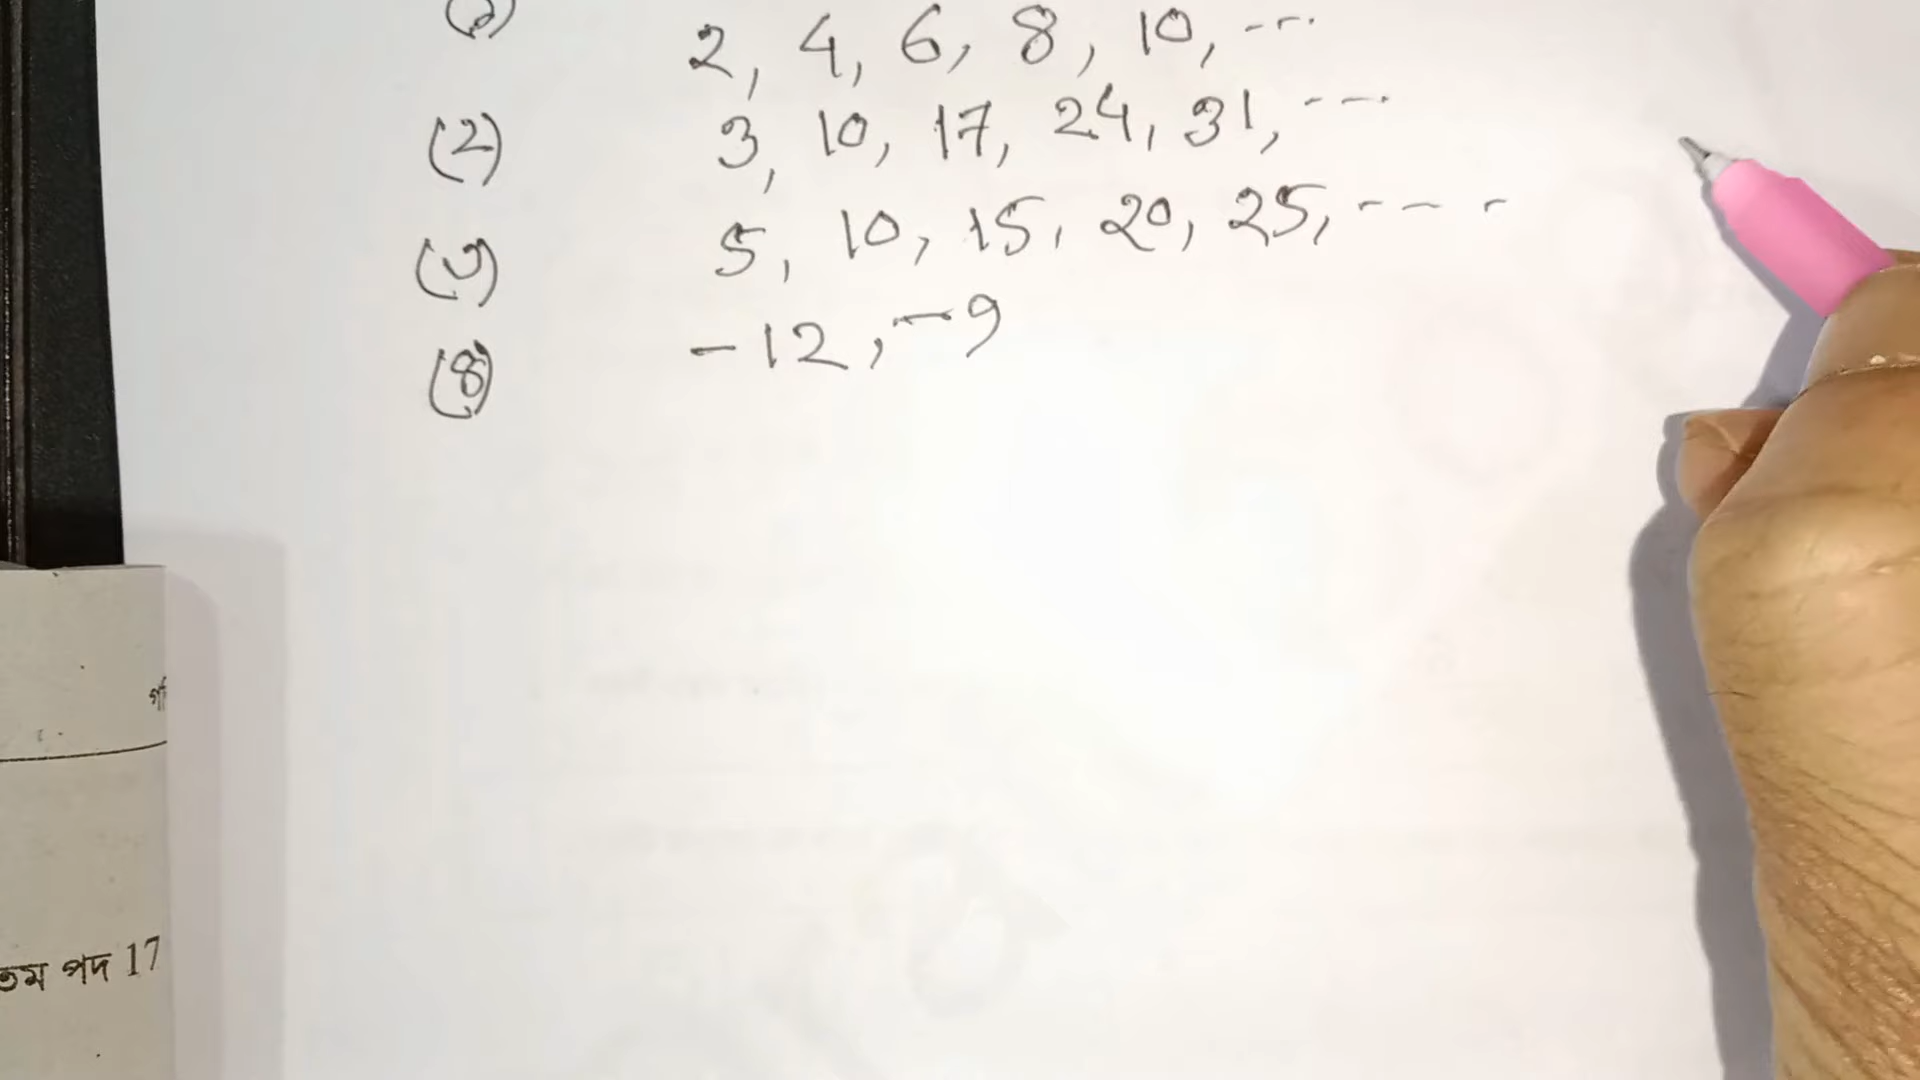 (১) 2, 4, 6, 8, 10, ---
(2) 3, 10, 17, 24, 31, ---
(৩) 5, 10, 15, 20, 25, ----
(৪) -12, -9
তম পদ 17